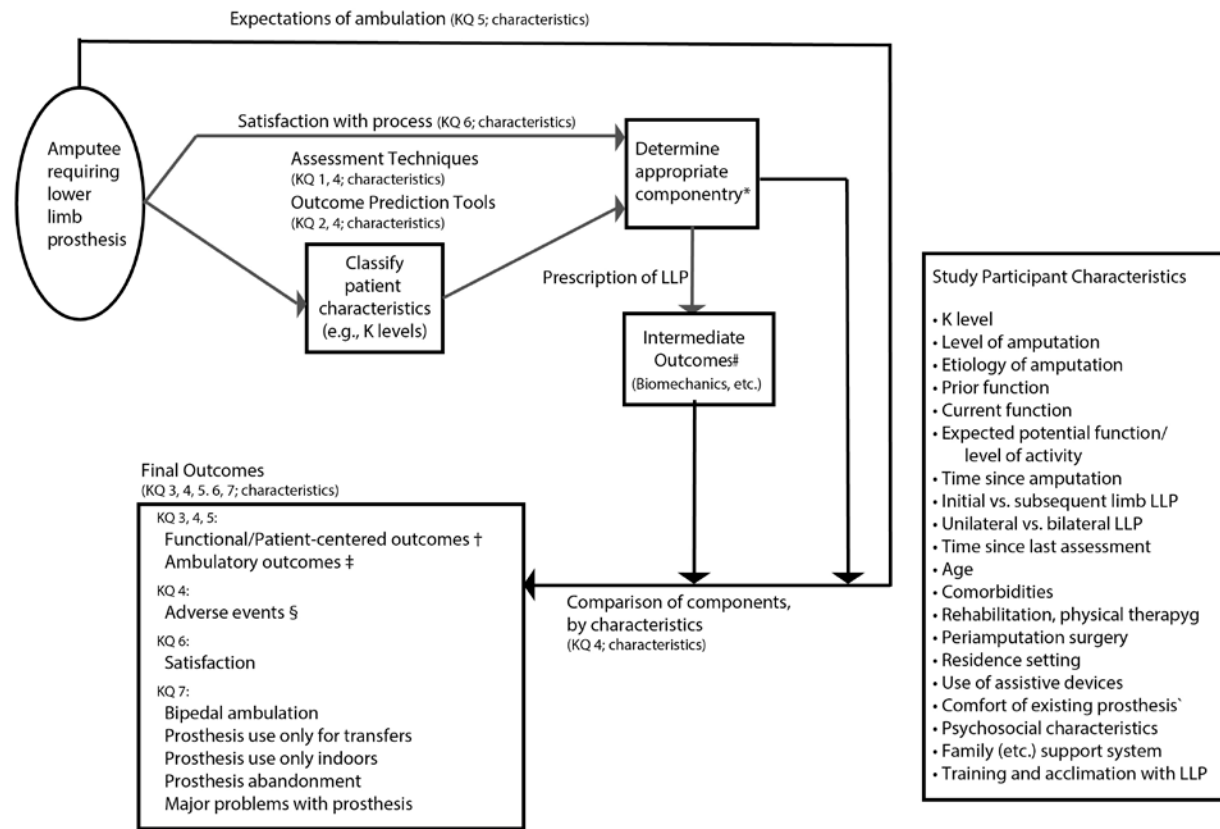 Expectations of ambulation (KQ 5; characteristics)
Amputee
requiring
lower
limb
prosthesis
Satisfaction with process (KQ 6; characteristics)
Assessment Techniques
(KQ 1, 4; characteristics)
Outcome Prediction Tools
(KQ 2, 4; characteristics)
Classify
patient
characteristics
(e.g., K levels)
Determine
appropriate
componentry*
Prescription of LLP
Intermediate
Outcomes#
(Biomechanics, etc.)
Final Outcomes
(KQ 3, 4, 5. 6, 7; characteristics)
KQ 3, 4, 5:
Functional/Patient-centered outcomes †
Ambulatory outcomes ‡
KQ 4:
Adverse events §
KQ 6:
Satisfaction
KQ 7:
Bipedal ambulation
Prosthesis use only for transfers
Prosthesis use only indoors
Prosthesis abandonment
Major problems with prosthesis
Comparison of components,
by characteristics
(KQ 4; characteristics)
Study Participant Characteristics
• K level
• Level of amputation
• Etiology of amputation
• Prior function
• Current function
• Expected potential function/
level of activity
• Time since amputation
• Initial vs. subsequent limb LLP
• Unilateral vs. bilateral LLP
• Time since last assessment
• Age
• Comorbidities
• Rehabilitation, physical therapyg
• Periamputation surgery
• Residence setting
• Use of assistive devices
• Comfort of existing prosthesis`
• Psychosocial characteristics
• Family (etc.) support system
• Training and acclimation with LLP